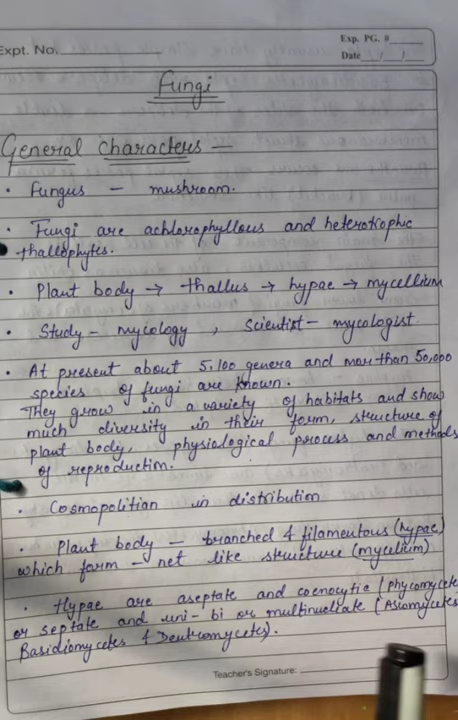 Exp. PG. #
Expt. No.
Date / /
Fungi
General characters —
• Fungus — mushroom.
• Fungi are achlorophyllous and heterotrophic
thallophytes.
• Plant body → thallus → hypae → mycellium
• Study - mycology , Scientist - mycologist.
• At present about 5,100 genera and more than 50,000
species of fungi are known.
They grow in a variety of habitats and show
much diversity in their form, structure of
plant body, physiological process and methods
of reproduction.
• Cosmopolitian in distribution
• Plant body - branched & filamentous (hypae)
which form - net like structure (mycelium)
• Hypae are aseptate and coenocytic (Phycomycetes
or septate and uni- bi or multinucliate (Ascomycetes
Basidiomycetes & Deutromycetes).
Teacher's Signature: